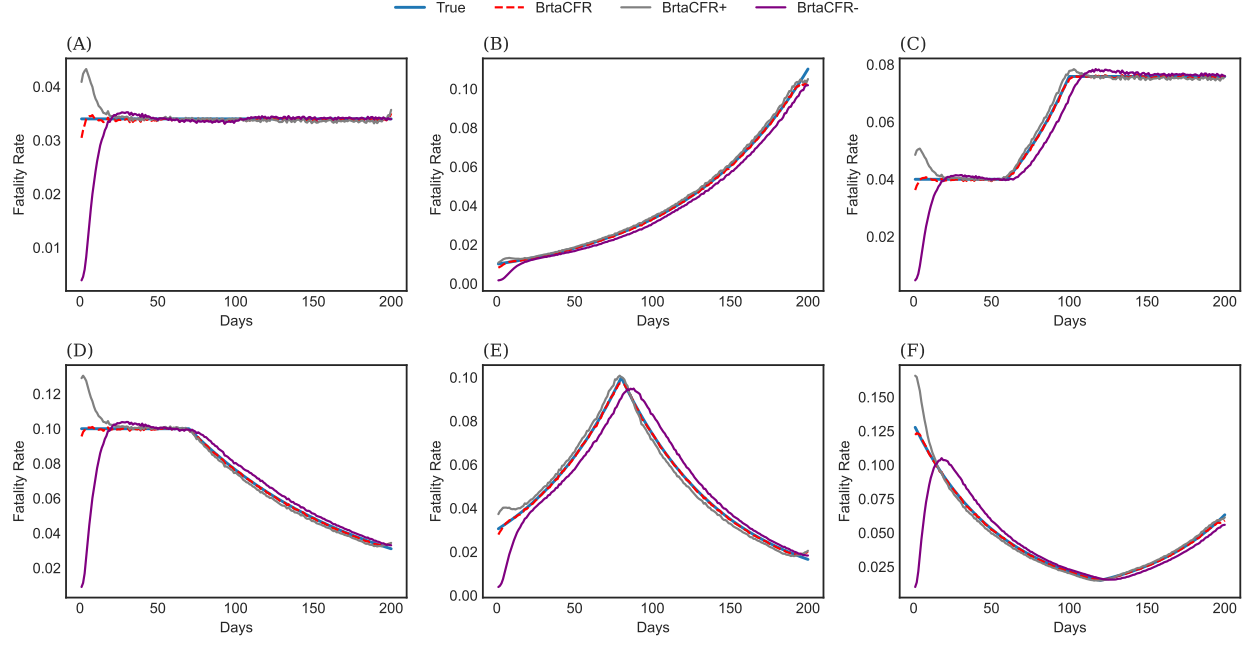 True BrtaCFR BrtaCFR+ BrtaCFR-
(A) (B) (C)
Fatality Rate
0.04
0.03
0.02
0.01
0 50 100 150 200
Days
Fatality Rate
0.10
0.08
0.06
0.04
0.02
0.00
0 50 100 150 200
Days
Fatality Rate
0.08
0.06
0.04
0.02
0 50 100 150 200
Days
(D) (E) (F)
Fatality Rate
0.12
0.10
0.08
0.06
0.04
0.02
0 50 100 150 200
Days
Fatality Rate
0.10
0.08
0.06
0.04
0.02
0.00
0 50 100 150 200
Days
Fatality Rate
0.150
0.125
0.100
0.075
0.050
0.025
0 50 100 150 200
Days